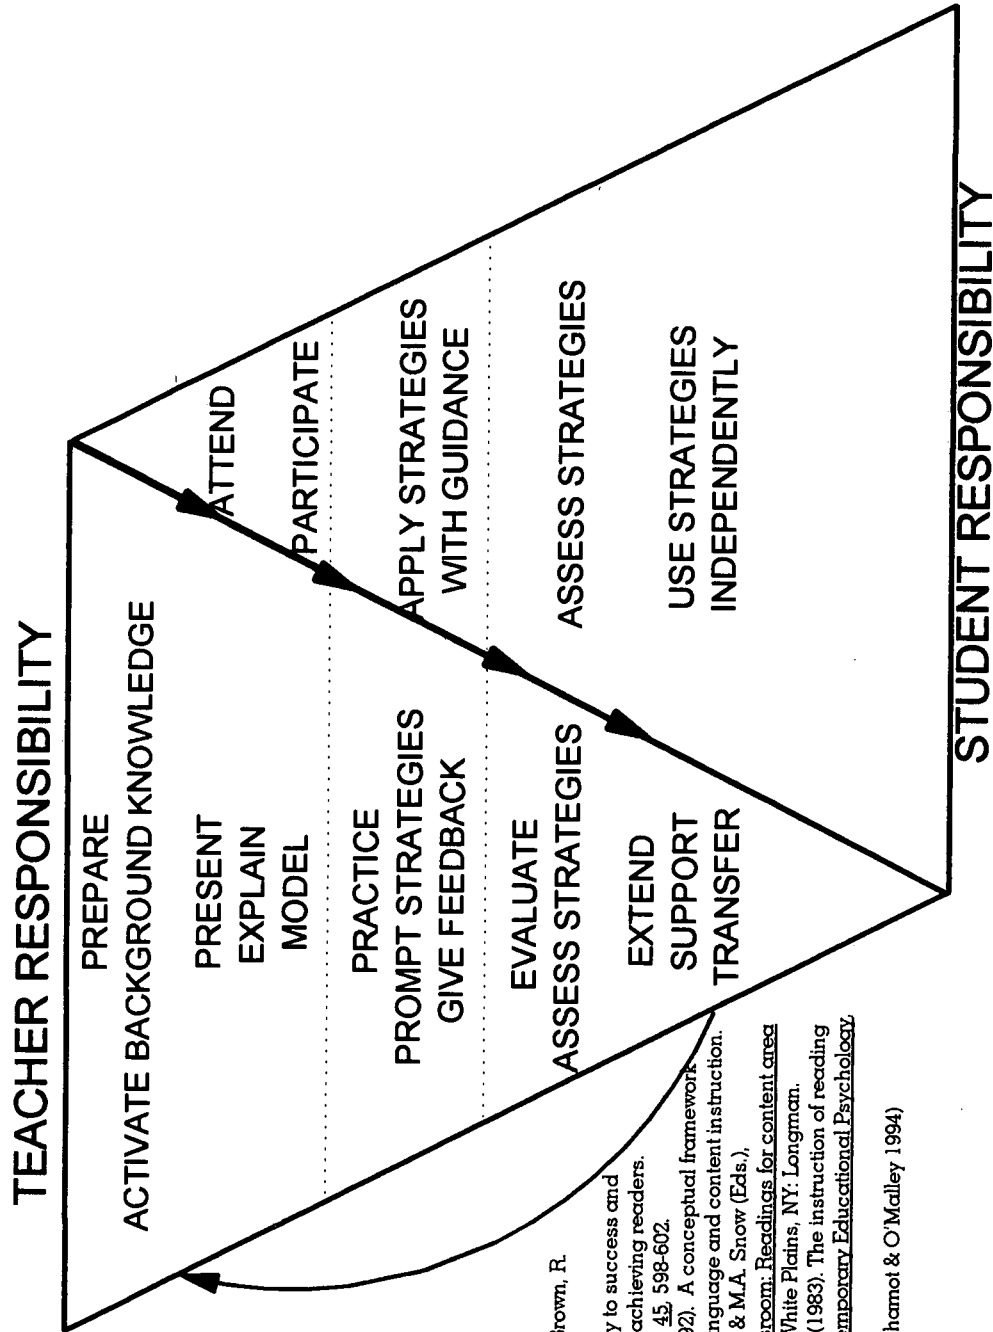 TEACHER RESPONSIBILITY
PREPARE
ACTIVATE BACKGROUND KNOWLEDGE
PRESENT
EXPLAIN
MODEL
ATTEND
PARTICIPATE
PRACTICE
PROMPT STRATEGIES
GIVE FEEDBACK
APPLY STRATEGIES
WITH GUIDANCE
EVALUATE
ASSESS STRATEGIES
ASSESS STRATEGIES
EXTEND
SUPPORT
TRANSFER
USE STRATEGIES
INDEPENDENTLY
STUDENT RESPONSIBILITY
R.
y to success and
achieving readers.
45, 598-602.
92). A conceptual framework
nguage and content instruction.
& M.A. Snow (Eds.),
room: Readings for content area
White Plains, NY: Longman.
(1983). The instruction of reading
emporary Educational Psychology,
hamot & O'Malley 1994)